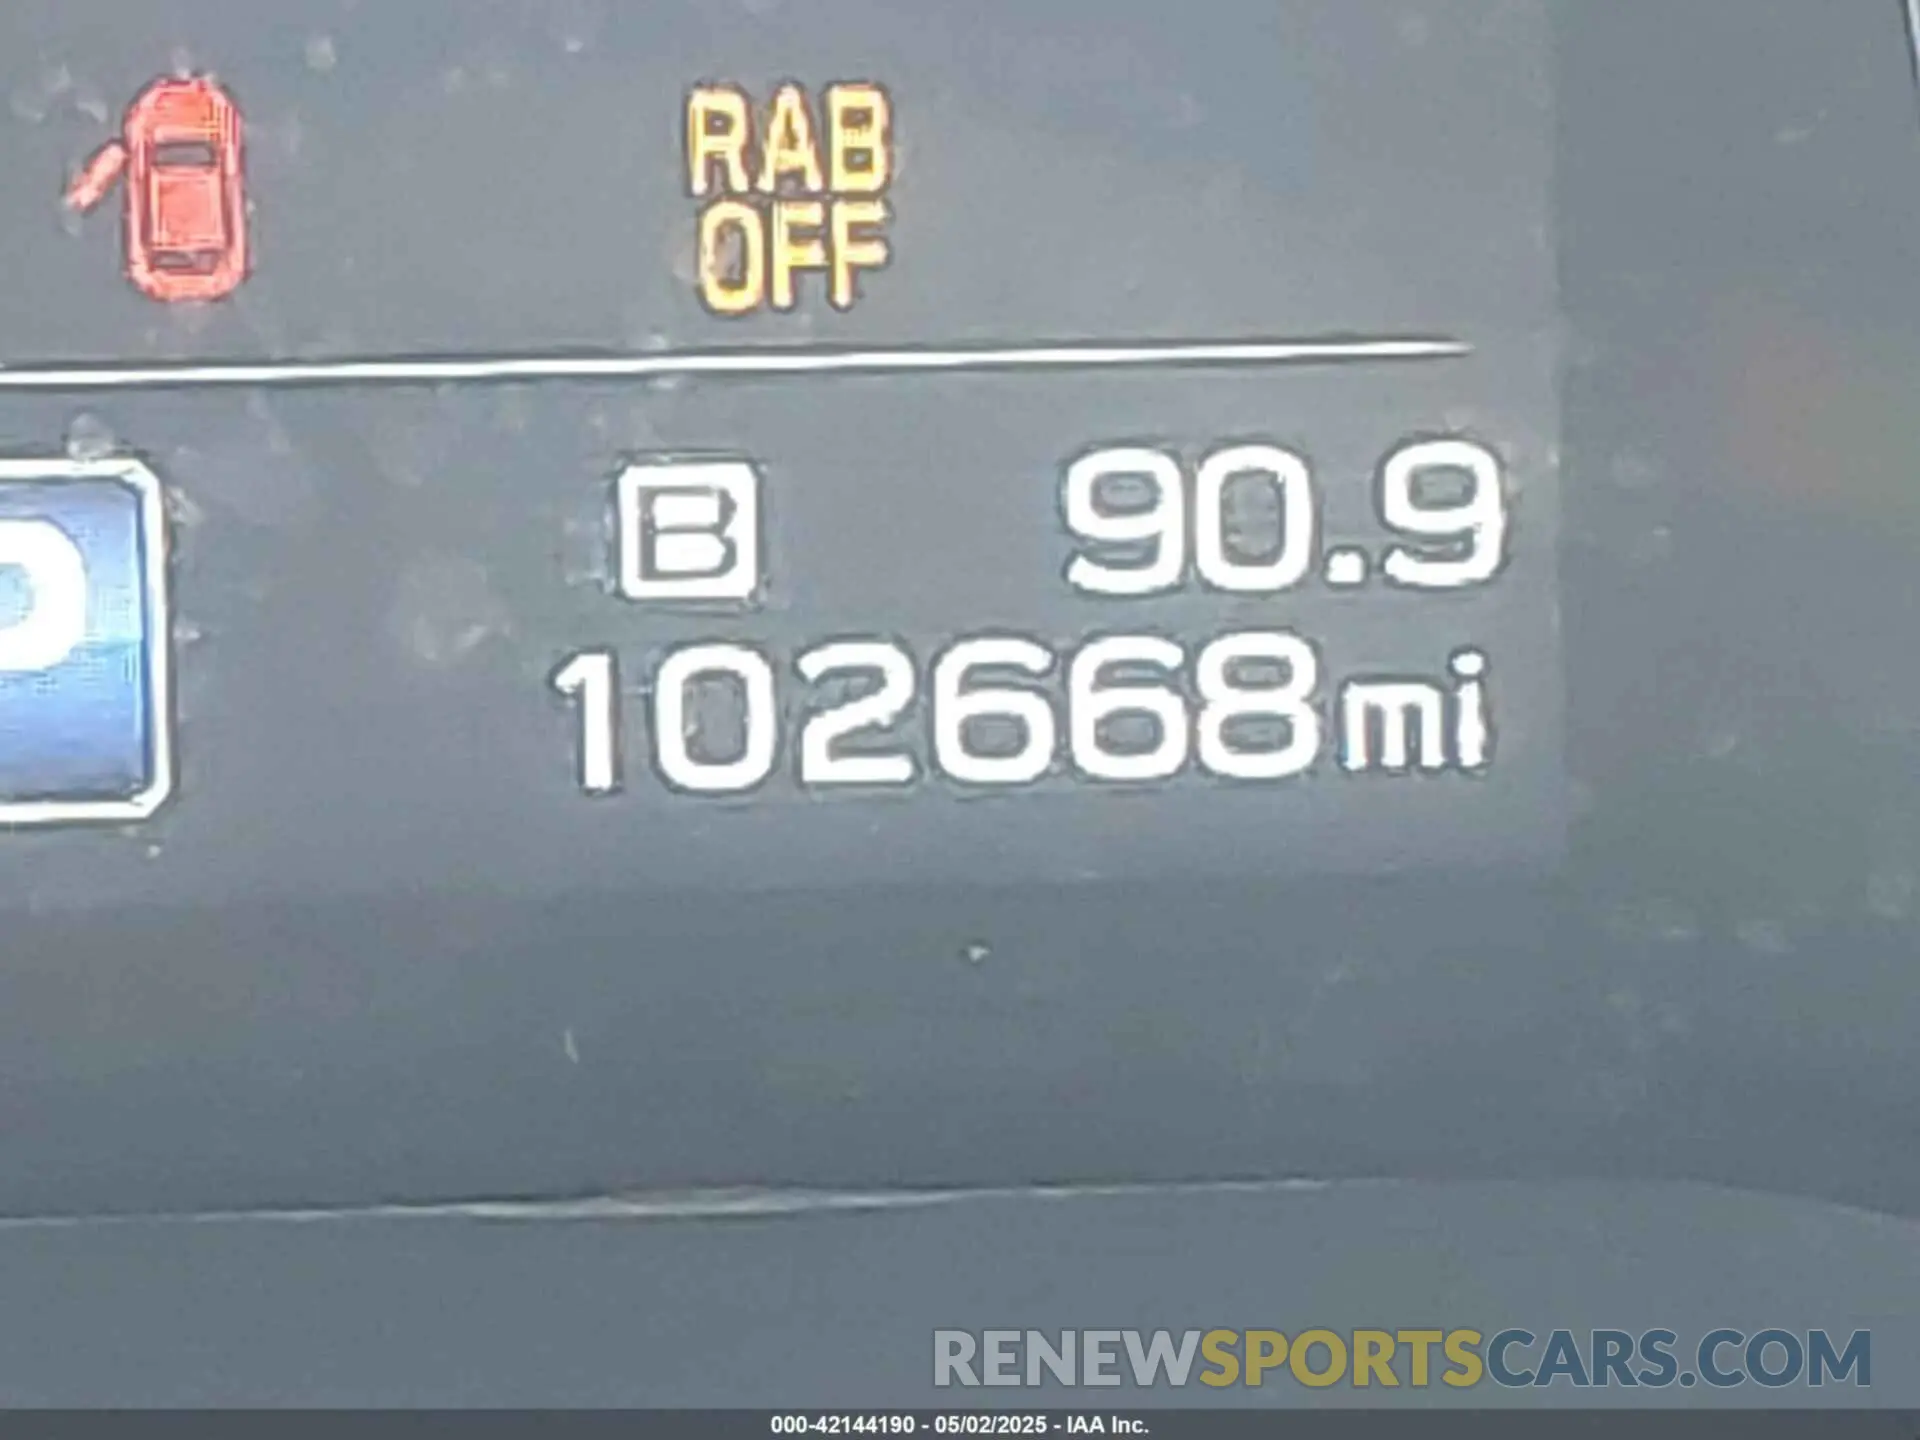 RAB
OFF
P
B 90.9
102668mi
RENEWSPORTSCARS.COM
000-42144190 - 05/02/2025 - IAA Inc.